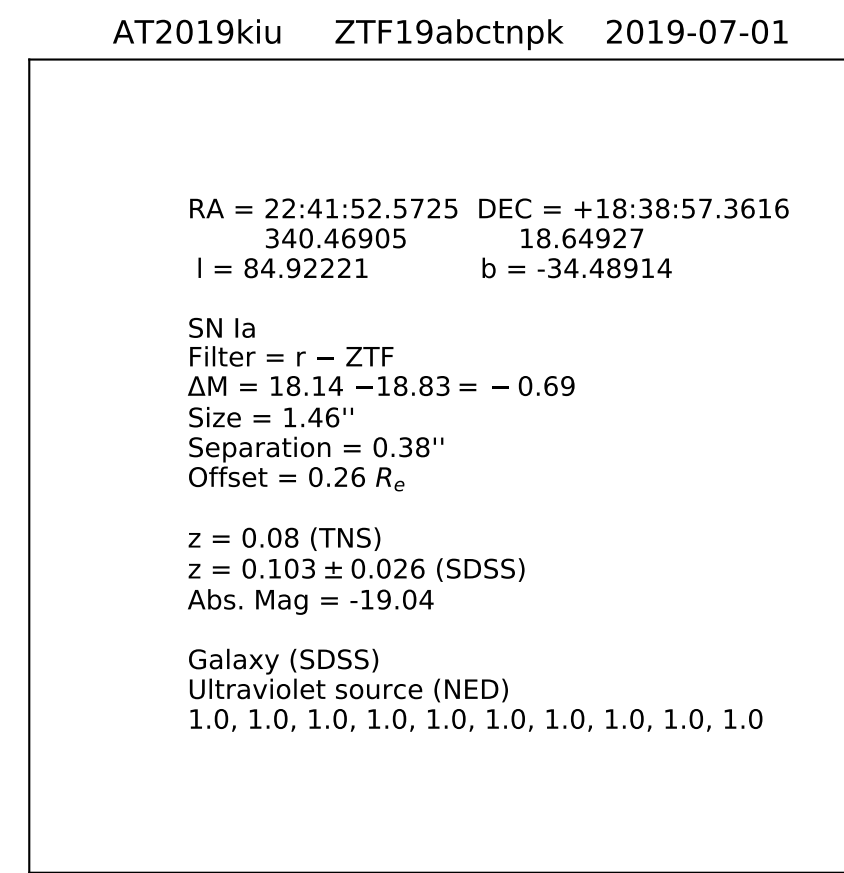 AT2019kiu ZTF19abctnpk 2019-07-01
RA = 22:41:52.5725 DEC = +18:38:57.3616
340.46905 18.64927
l = 84.92221 b = -34.48914
SN Ia
Filter = r − ZTF
ΔM = 18.14 −18.83 = − 0.69
Size = 1.46''
Separation = 0.38''
Offset = 0.26 Rₑ
z = 0.08 (TNS)
z = 0.103 ± 0.026 (SDSS)
Abs. Mag = -19.04
Galaxy (SDSS)
Ultraviolet source (NED)
1.0, 1.0, 1.0, 1.0, 1.0, 1.0, 1.0, 1.0, 1.0, 1.0